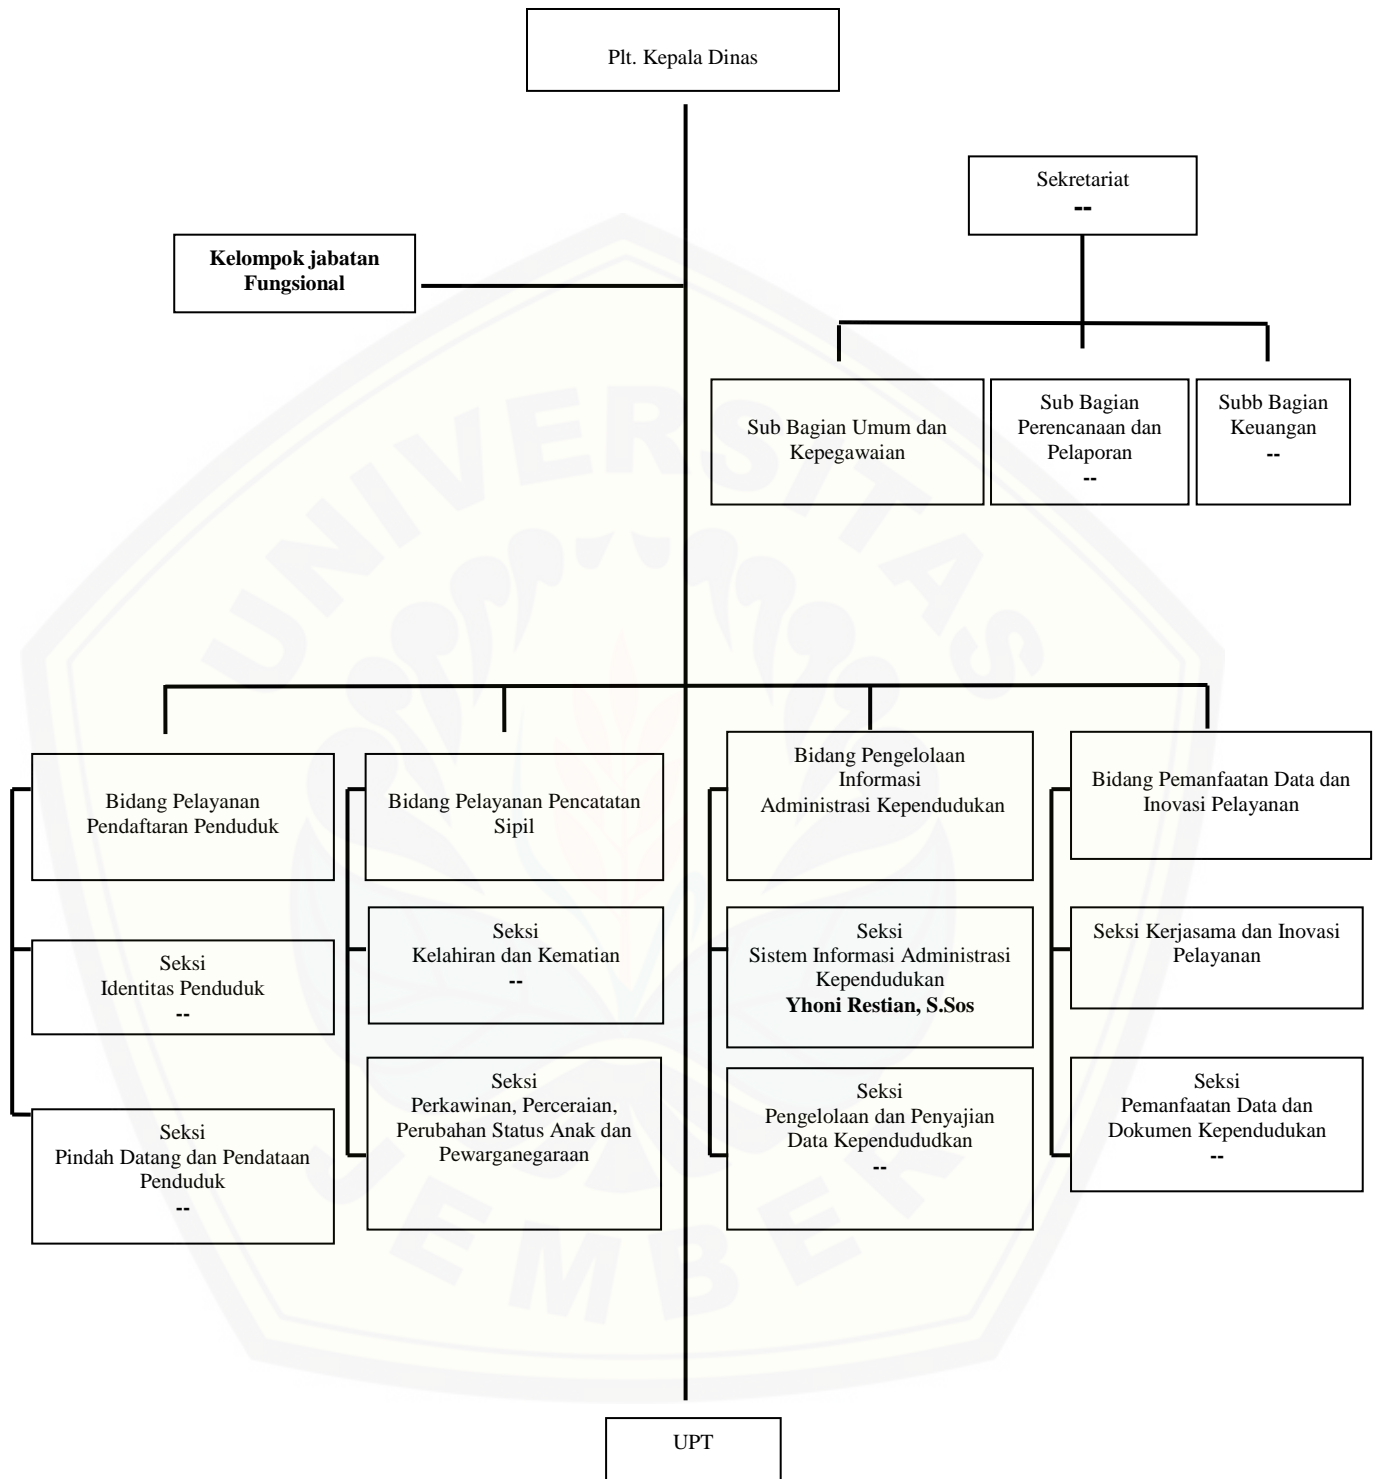 Plt. Kepala Dinas
Sekretariat
--
Kelompok jabatan
Fungsional
Sub Bagian Umum dan
Kepegawaian
Sub Bagian
Perencanaan dan
Pelaporan
--
Subb Bagian
Keuangan
--
Bidang Pelayanan
Pendaftaran Penduduk
Bidang Pelayanan Pencatatan
Sipil
Bidang Pengelolaan
Informasi
Administrasi Kependudukan
Bidang Pemanfaatan Data dan
Inovasi Pelayanan
Seksi
Identitas Penduduk
--
Seksi
Kelahiran dan Kematian
--
Seksi
Sistem Informasi Administrasi
Kependudukan
Yhoni Restian, S.Sos
Seksi Kerjasama dan Inovasi
Pelayanan
Seksi
Pindah Datang dan Pendataan
Penduduk
--
Seksi
Perkawinan, Perceraian,
Perubahan Status Anak dan
Pewarganegaraan
Seksi
Pengelolaan dan Penyajian
Data Kependududkan
--
Seksi
Pemanfaatan Data dan
Dokumen Kependudukan
--
UPT
UNIVERSITAS
JEMBER